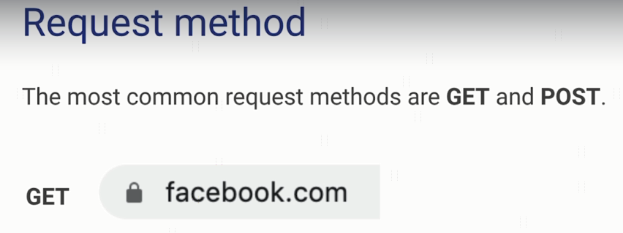 Request method
The most common request methods are GET and POST.
GET facebook.com